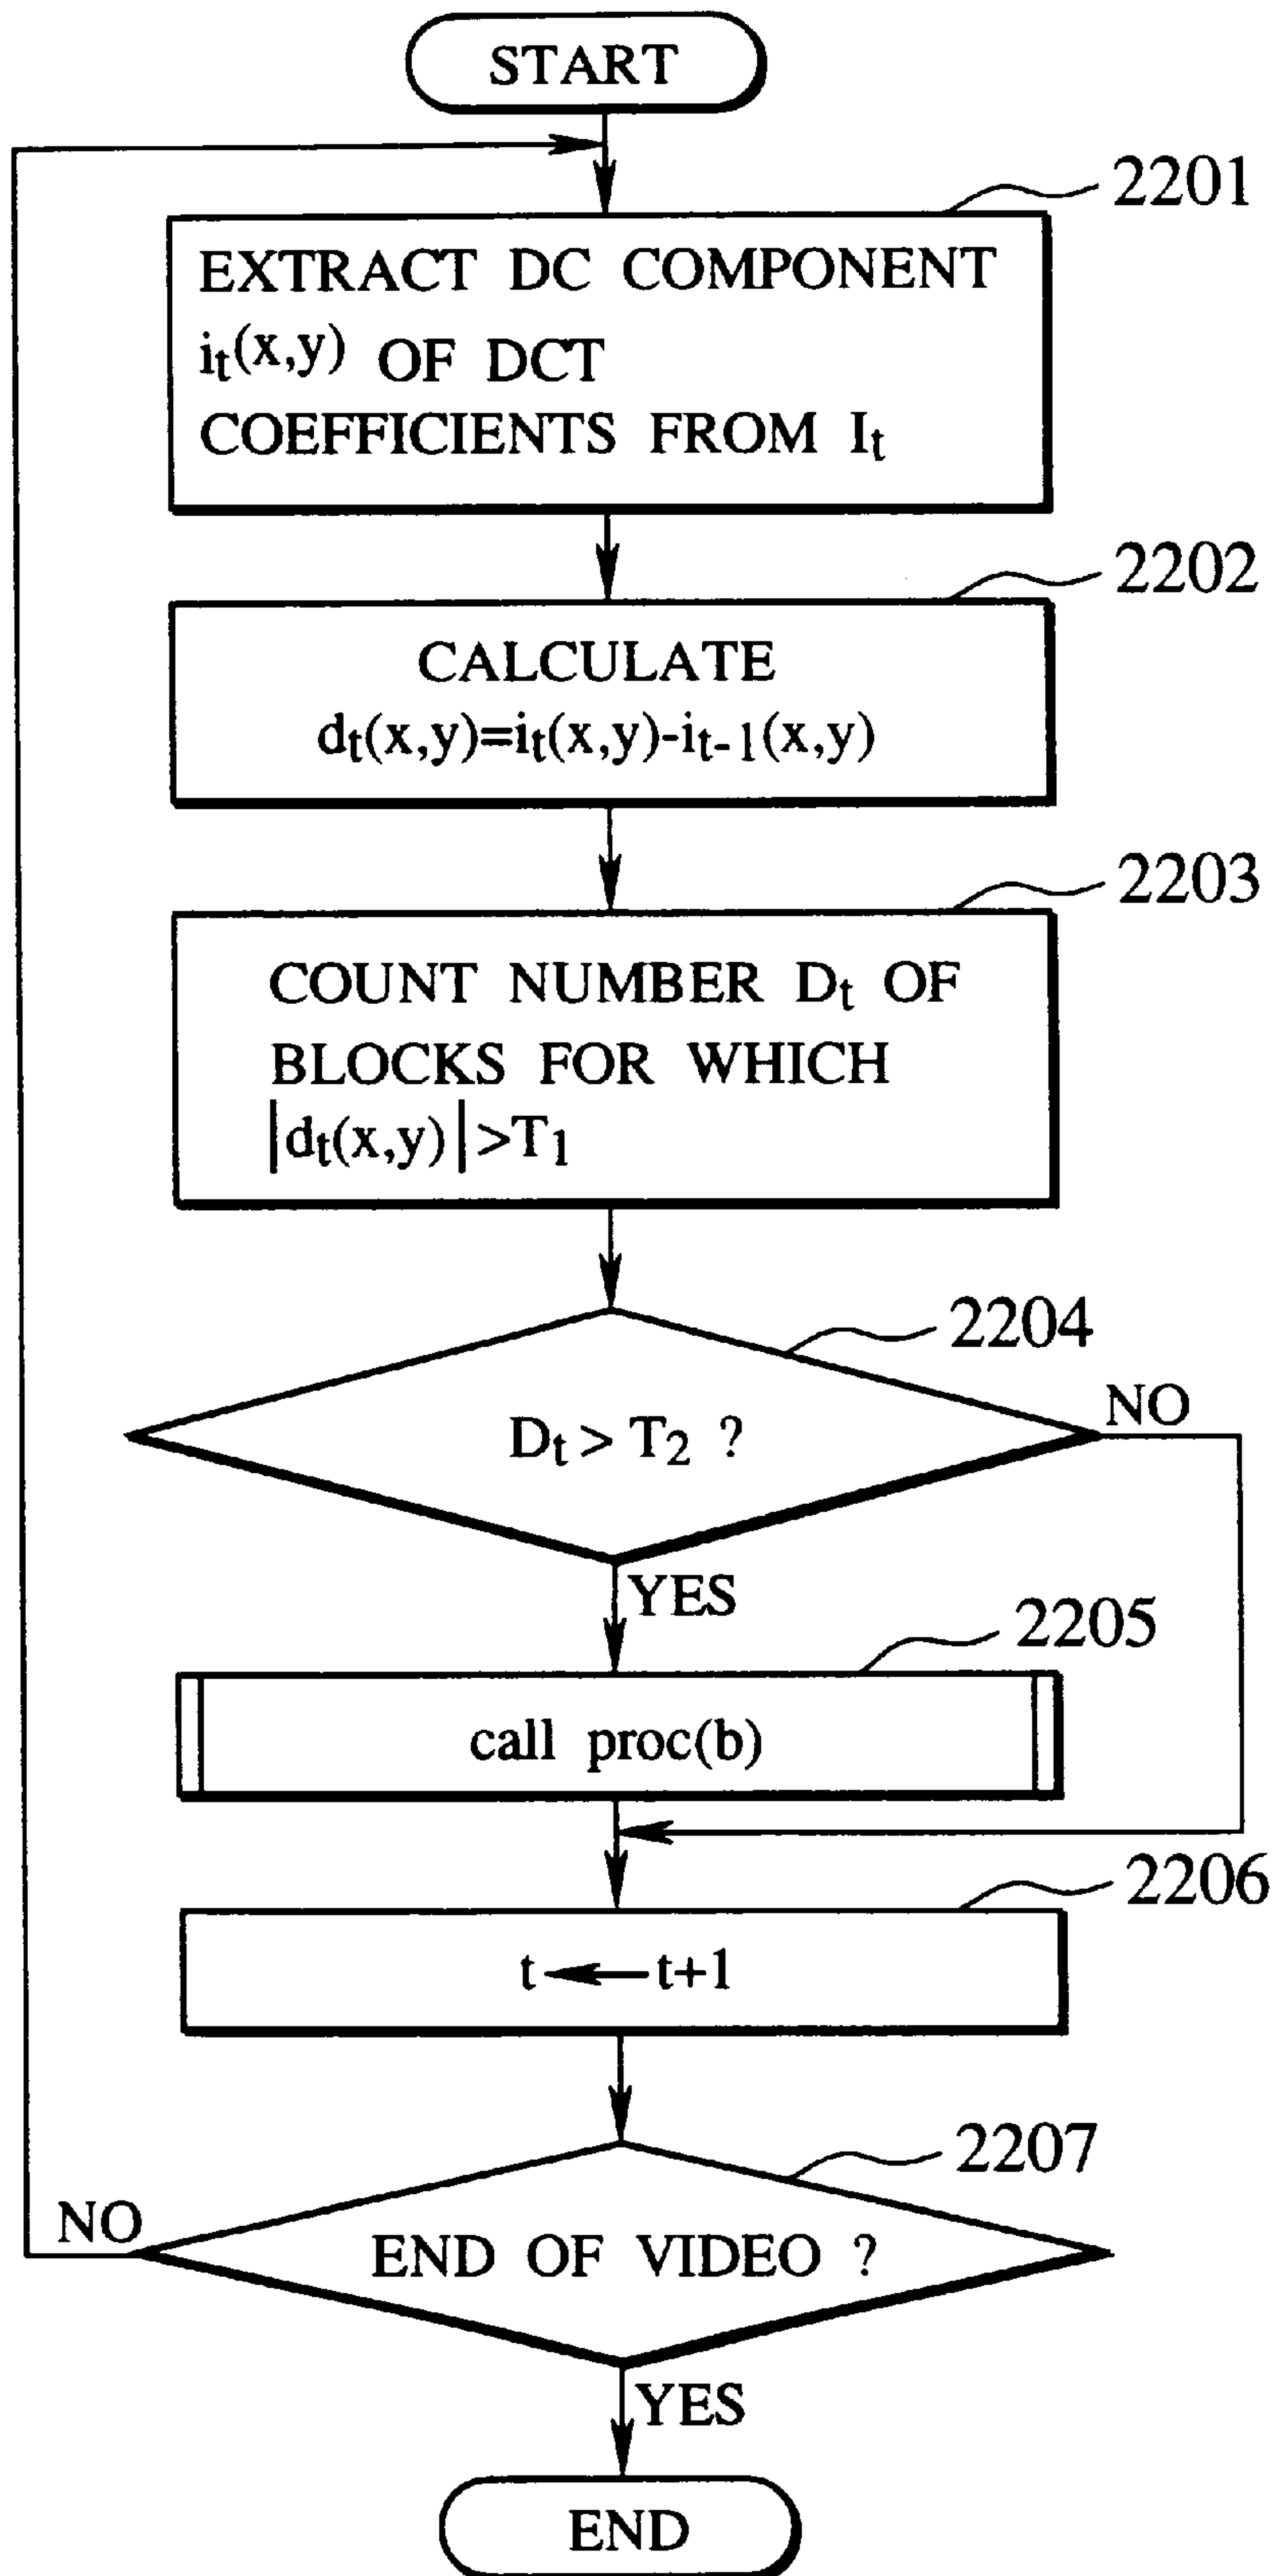 START
2201
EXTRACT DC COMPONENT
iₜ(x,y) OF DCT
COEFFICIENTS FROM Iₜ
2202
CALCULATE
dₜ(x,y)=iₜ(x,y)-iₜ₋₁(x,y)
2203
COUNT NUMBER Dₜ OF
BLOCKS FOR WHICH
|dₜ(x,y)|>T₁
2204
Dₜ > T₂ ?
NO
YES
2205
call proc(b)
2206
t←t+1
2207
NO
END OF VIDEO ?
YES
END